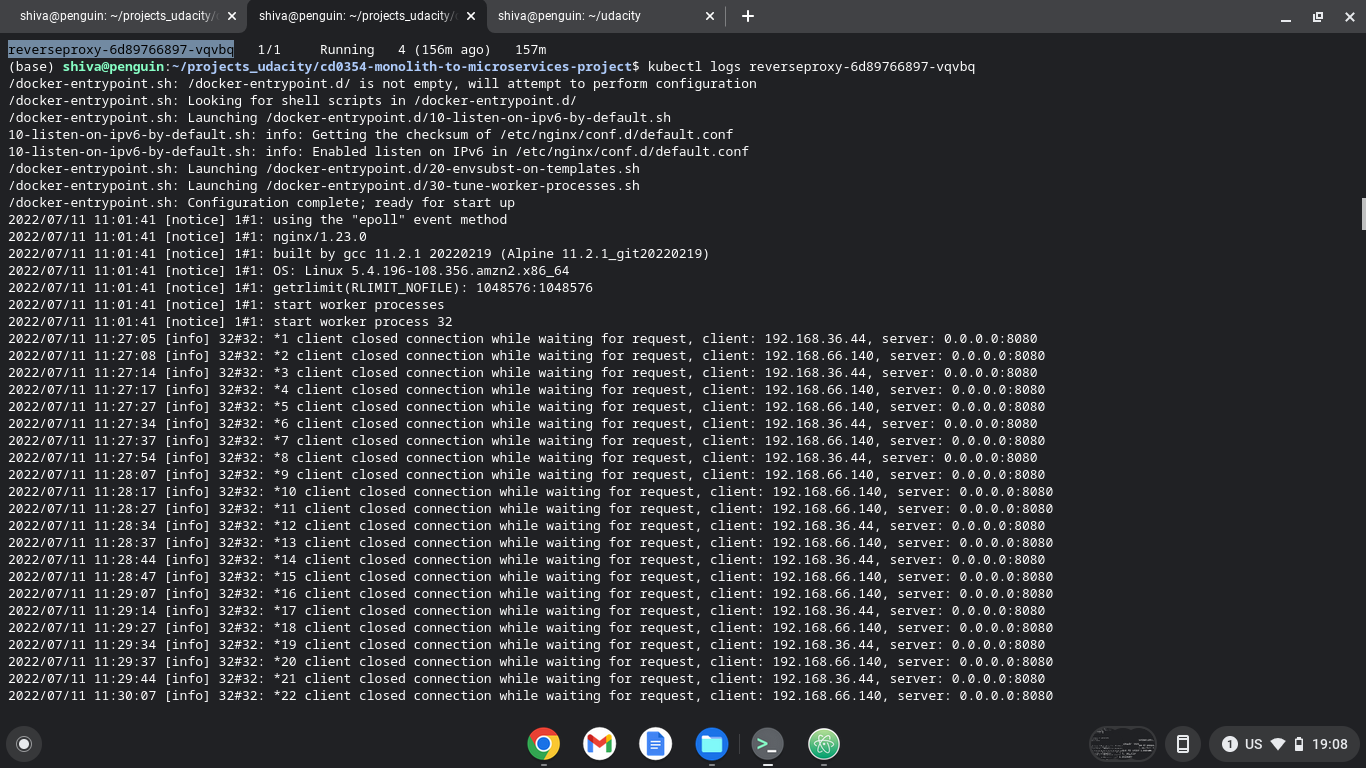 shiva@penguin: ~/projects_udacity/ shiva@penguin: ~/projects_udacity/ shiva@penguin: ~/udacity
reverseproxy-6d89766897-vqvbq 1/1 Running 4 (156m ago) 157m
(base) shiva@penguin:~/projects_udacity/cd0354-monolith-to-microservices-project$ kubectl logs reverseproxy-6d89766897-vqvbq
/docker-entrypoint.sh: /docker-entrypoint.d/ is not empty, will attempt to perform configuration
/docker-entrypoint.sh: Looking for shell scripts in /docker-entrypoint.d/
/docker-entrypoint.sh: Launching /docker-entrypoint.d/10-listen-on-ipv6-by-default.sh
10-listen-on-ipv6-by-default.sh: info: Getting the checksum of /etc/nginx/conf.d/default.conf
10-listen-on-ipv6-by-default.sh: info: Enabled listen on IPv6 in /etc/nginx/conf.d/default.conf
/docker-entrypoint.sh: Launching /docker-entrypoint.d/20-envsubst-on-templates.sh
/docker-entrypoint.sh: Launching /docker-entrypoint.d/30-tune-worker-processes.sh
/docker-entrypoint.sh: Configuration complete; ready for start up
2022/07/11 11:01:41 [notice] 1#1: using the "epoll" event method
2022/07/11 11:01:41 [notice] 1#1: nginx/1.23.0
2022/07/11 11:01:41 [notice] 1#1: built by gcc 11.2.1 20220219 (Alpine 11.2.1_git20220219)
2022/07/11 11:01:41 [notice] 1#1: OS: Linux 5.4.196-108.356.amzn2.x86_64
2022/07/11 11:01:41 [notice] 1#1: getrlimit(RLIMIT_NOFILE): 1048576:1048576
2022/07/11 11:01:41 [notice] 1#1: start worker processes
2022/07/11 11:01:41 [notice] 1#1: start worker process 32
2022/07/11 11:27:05 [info] 32#32: *1 client closed connection while waiting for request, client: 192.168.36.44, server: 0.0.0.0:8080
2022/07/11 11:27:08 [info] 32#32: *2 client closed connection while waiting for request, client: 192.168.66.140, server: 0.0.0.0:8080
2022/07/11 11:27:14 [info] 32#32: *3 client closed connection while waiting for request, client: 192.168.36.44, server: 0.0.0.0:8080
2022/07/11 11:27:17 [info] 32#32: *4 client closed connection while waiting for request, client: 192.168.66.140, server: 0.0.0.0:8080
2022/07/11 11:27:27 [info] 32#32: *5 client closed connection while waiting for request, client: 192.168.66.140, server: 0.0.0.0:8080
2022/07/11 11:27:34 [info] 32#32: *6 client closed connection while waiting for request, client: 192.168.36.44, server: 0.0.0.0:8080
2022/07/11 11:27:37 [info] 32#32: *7 client closed connection while waiting for request, client: 192.168.66.140, server: 0.0.0.0:8080
2022/07/11 11:27:54 [info] 32#32: *8 client closed connection while waiting for request, client: 192.168.36.44, server: 0.0.0.0:8080
2022/07/11 11:28:07 [info] 32#32: *9 client closed connection while waiting for request, client: 192.168.66.140, server: 0.0.0.0:8080
2022/07/11 11:28:17 [info] 32#32: *10 client closed connection while waiting for request, client: 192.168.66.140, server: 0.0.0.0:8080
2022/07/11 11:28:27 [info] 32#32: *11 client closed connection while waiting for request, client: 192.168.66.140, server: 0.0.0.0:8080
2022/07/11 11:28:34 [info] 32#32: *12 client closed connection while waiting for request, client: 192.168.36.44, server: 0.0.0.0:8080
2022/07/11 11:28:37 [info] 32#32: *13 client closed connection while waiting for request, client: 192.168.66.140, server: 0.0.0.0:8080
2022/07/11 11:28:44 [info] 32#32: *14 client closed connection while waiting for request, client: 192.168.36.44, server: 0.0.0.0:8080
2022/07/11 11:28:47 [info] 32#32: *15 client closed connection while waiting for request, client: 192.168.66.140, server: 0.0.0.0:8080
2022/07/11 11:29:07 [info] 32#32: *16 client closed connection while waiting for request, client: 192.168.66.140, server: 0.0.0.0:8080
2022/07/11 11:29:14 [info] 32#32: *17 client closed connection while waiting for request, client: 192.168.36.44, server: 0.0.0.0:8080
2022/07/11 11:29:27 [info] 32#32: *18 client closed connection while waiting for request, client: 192.168.66.140, server: 0.0.0.0:8080
2022/07/11 11:29:34 [info] 32#32: *19 client closed connection while waiting for request, client: 192.168.36.44, server: 0.0.0.0:8080
2022/07/11 11:29:37 [info] 32#32: *20 client closed connection while waiting for request, client: 192.168.66.140, server: 0.0.0.0:8080
2022/07/11 11:29:44 [info] 32#32: *21 client closed connection while waiting for request, client: 192.168.36.44, server: 0.0.0.0:8080
2022/07/11 11:30:07 [info] 32#32: *22 client closed connection while waiting for request, client: 192.168.66.140, server: 0.0.0.0:8080
1 US 19:08